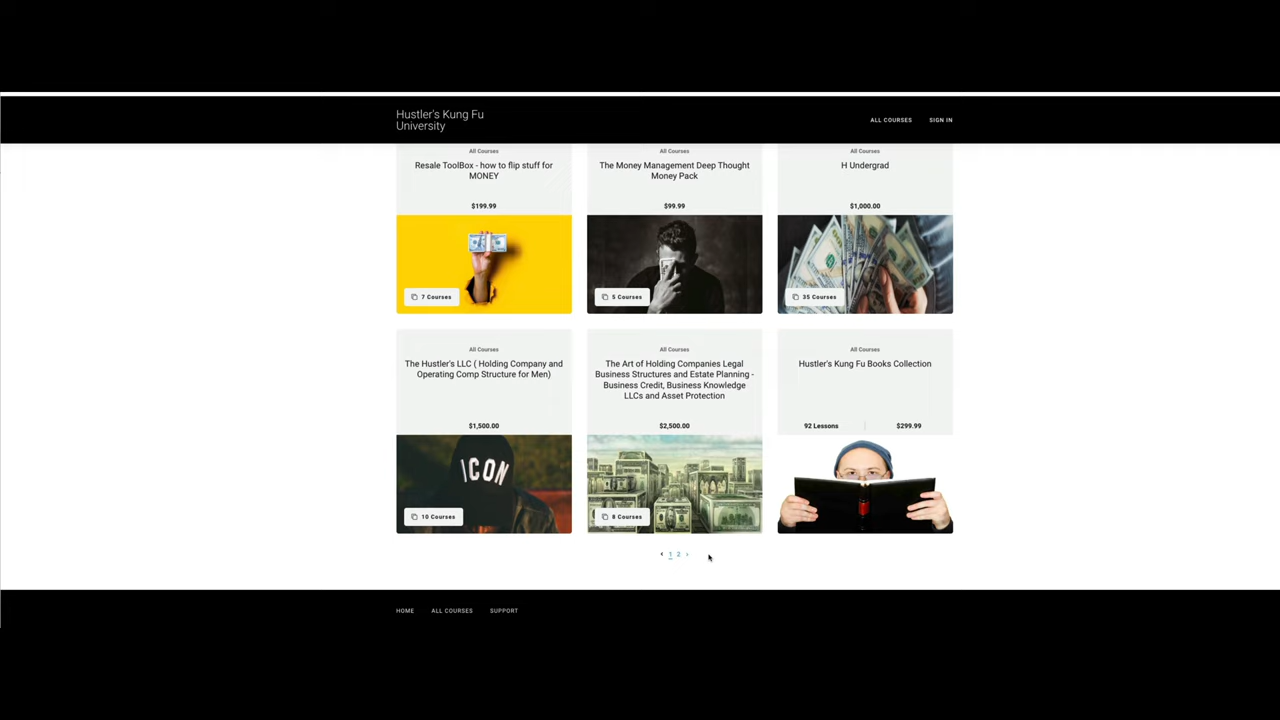 Hustler's Kung Fu
University
ALL COURSES
SIGN IN
All Courses
Resale ToolBox - how to flip stuff for
MONEY
$199.99
7 Courses
All Courses
The Money Management Deep Thought
Money Pack
$99.99
5 Courses
All Courses
H Undergrad
$1,000.00
35 Courses
All Courses
The Hustler's LLC ( Holding Company and
Operating Comp Structure for Men)
$1,500.00
ICON
10 Courses
All Courses
The Art of Holding Companies Legal
Business Structures and Estate Planning -
Business Credit, Business Knowledge
LLCs and Asset Protection
$2,500.00
8 Courses
All Courses
Hustler's Kung Fu Books Collection
92 Lessons
$299.99
‹ 1 2 ›
HOME
ALL COURSES
SUPPORT